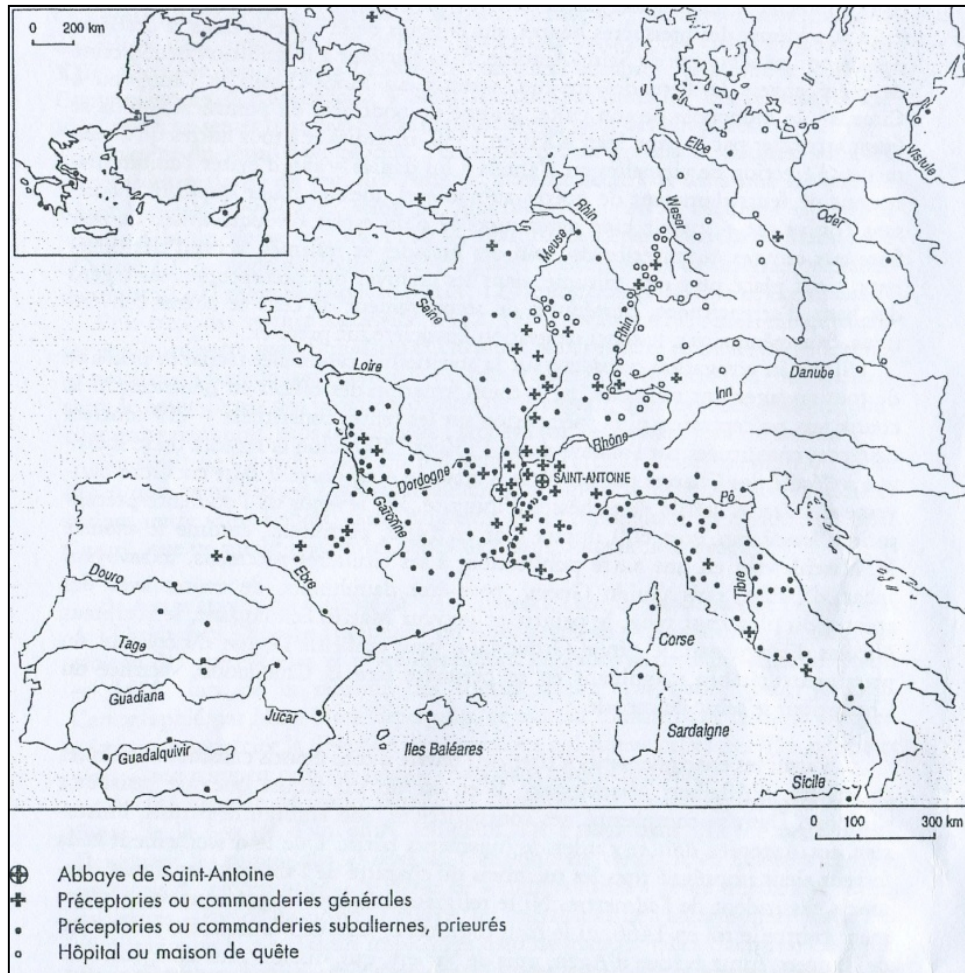 0 200 km
Elbe
Vistule
Oder
Weser
Rhin
Meuse
Seine
Rhin
Loire
Danube
Inn
Rhône
SAINT-ANTOINE
Dordogne
Pô
Garonne
Douro
Ebre
Tibre
Tage
Corse
Guadiana
Jucar
Sardaigne
Guadalquivir
Iles Baléares
Sicile
0 100 300 km
Abbaye de Saint-Antoine
Préceptories ou commanderies générales
Préceptories ou commanderies subalternes, prieurés
Hôpital ou maison de quête